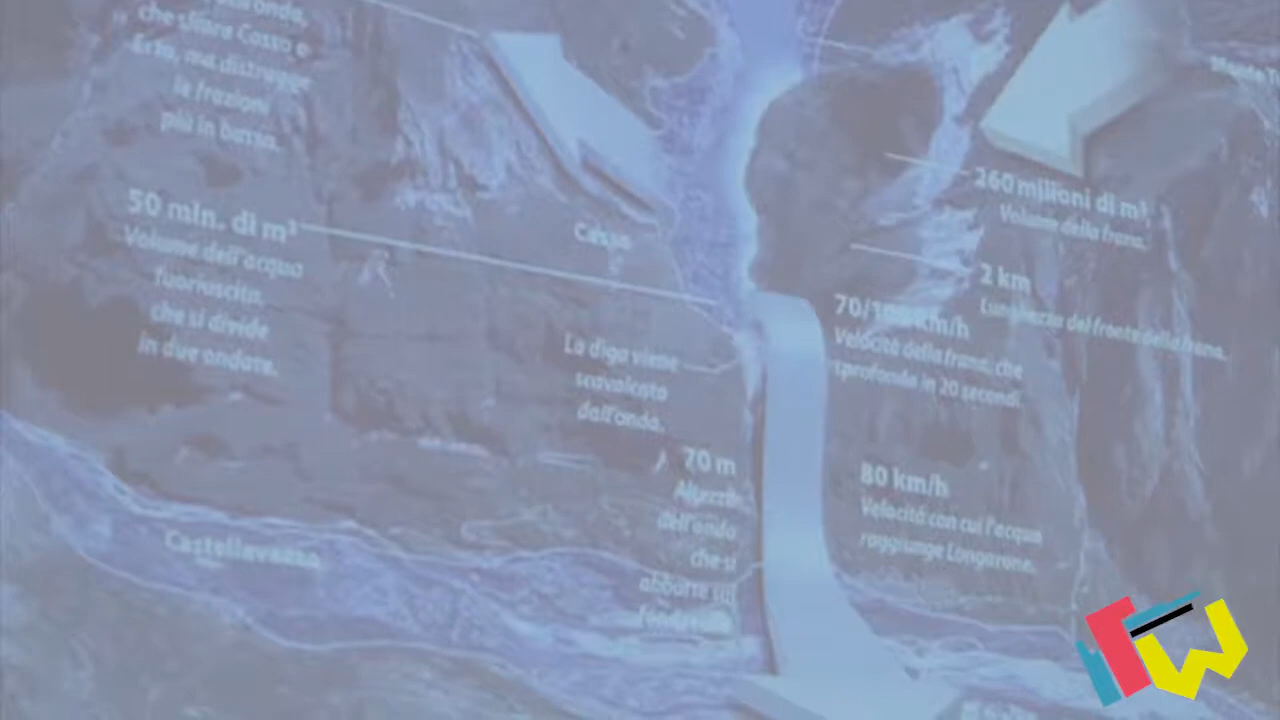 che sfiora Casso e
Erto, ma distrugge
le frazioni
più in basso.
50 mln. di m³
Volume dell'acqua
fuoriuscita,
che si divide
in due ondate.
Casso
La diga viene
scavalcata
dall'onda.
70 m
Altezza
dell'onda
che si
abbatte sul
Castellavazzo
260 milioni di m³
Volume della frana.
2 km
Lunghezza del fronte della frana.
km/h
Velocità della frana, che
sprofonda in 20 secondi.
80 km/h
Velocità con cui l'acqua
raggiunge Longarone.
Monte